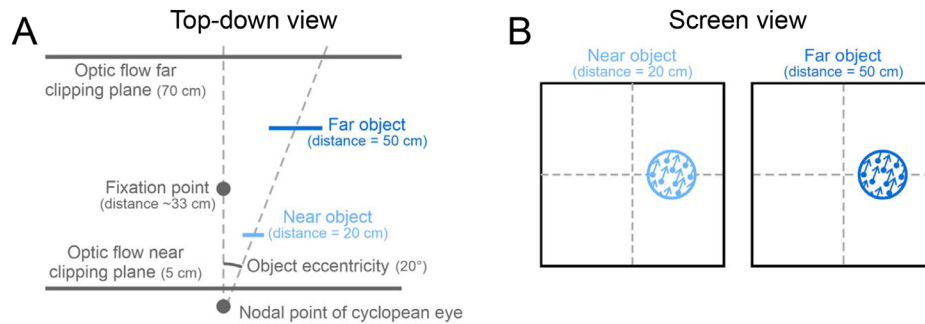 A
Top-down view
Optic flow far
clipping plane (70 cm)
Far object
(distance = 50 cm)
Fixation point
(distance ~33 cm)
Near object
(distance = 20 cm)
Optic flow near
clipping plane (5 cm)
Object eccentricity (20°)
Nodal point of cyclopean eye
B
Screen view
Near object
(distance = 20 cm)
Far object
(distance = 50 cm)